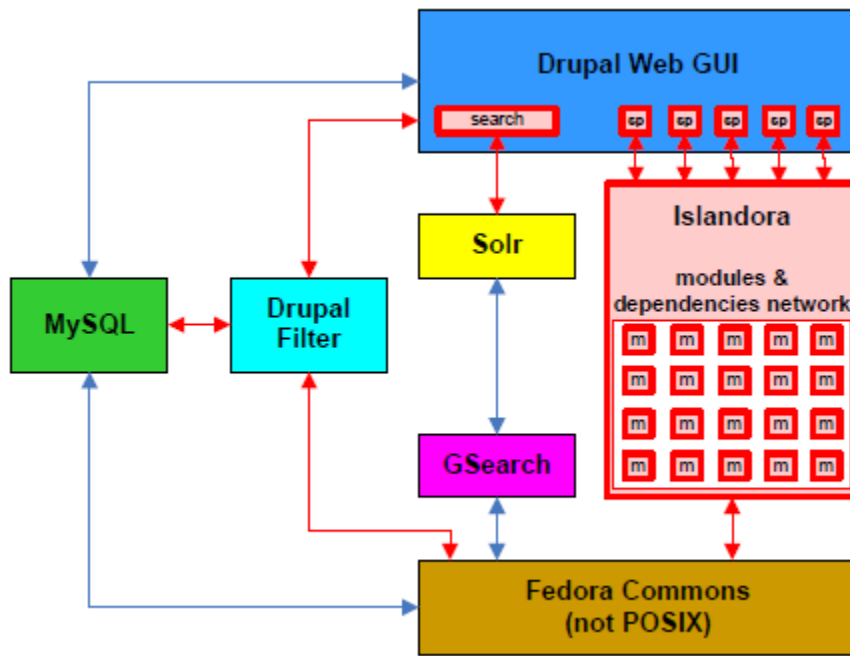 Drupal Web GUI
search
sp sp sp sp sp
Solr
Islandora
modules &
dependencies network
MySQL
Drupal
Filter
m m m m m
m m m m m
m m m m m
m m m m m
GSearch
Fedora Commons
(not POSIX)